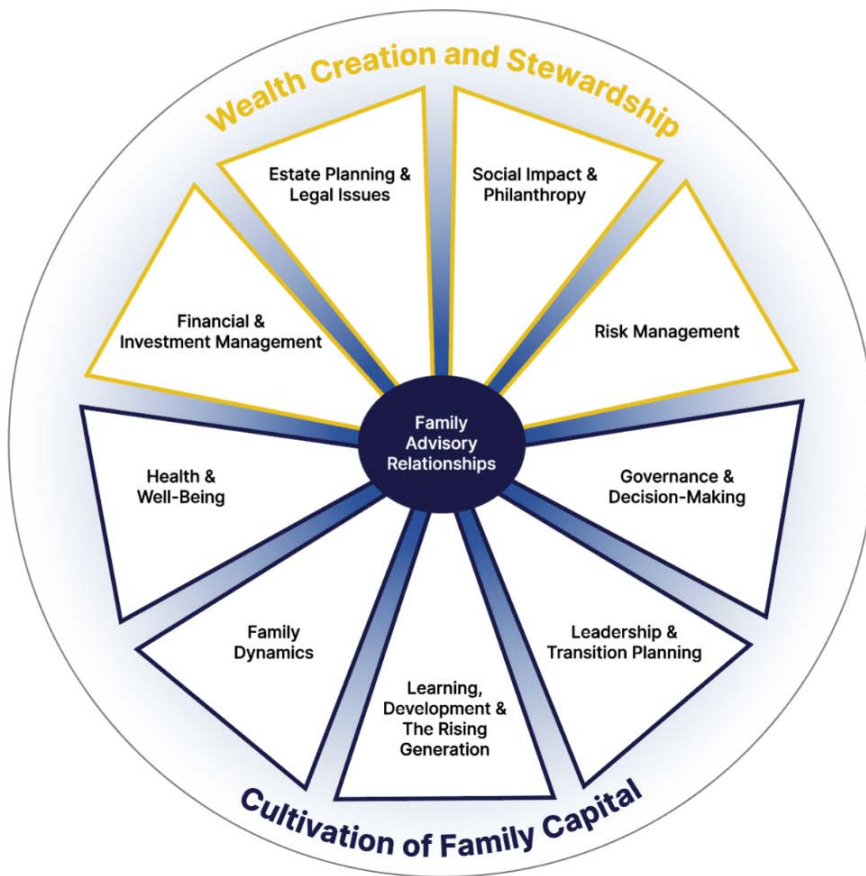 Wealth Creation and Stewardship
Estate Planning &
Legal Issues
Social Impact &
Philanthropy
Financial &
Investment Management
Risk Management
Family
Advisory
Relationships
Health &
Well-Being
Governance &
Decision-Making
Family
Dynamics
Leadership &
Transition Planning
Learning,
Development &
The Rising
Generation
Cultivation of Family Capital